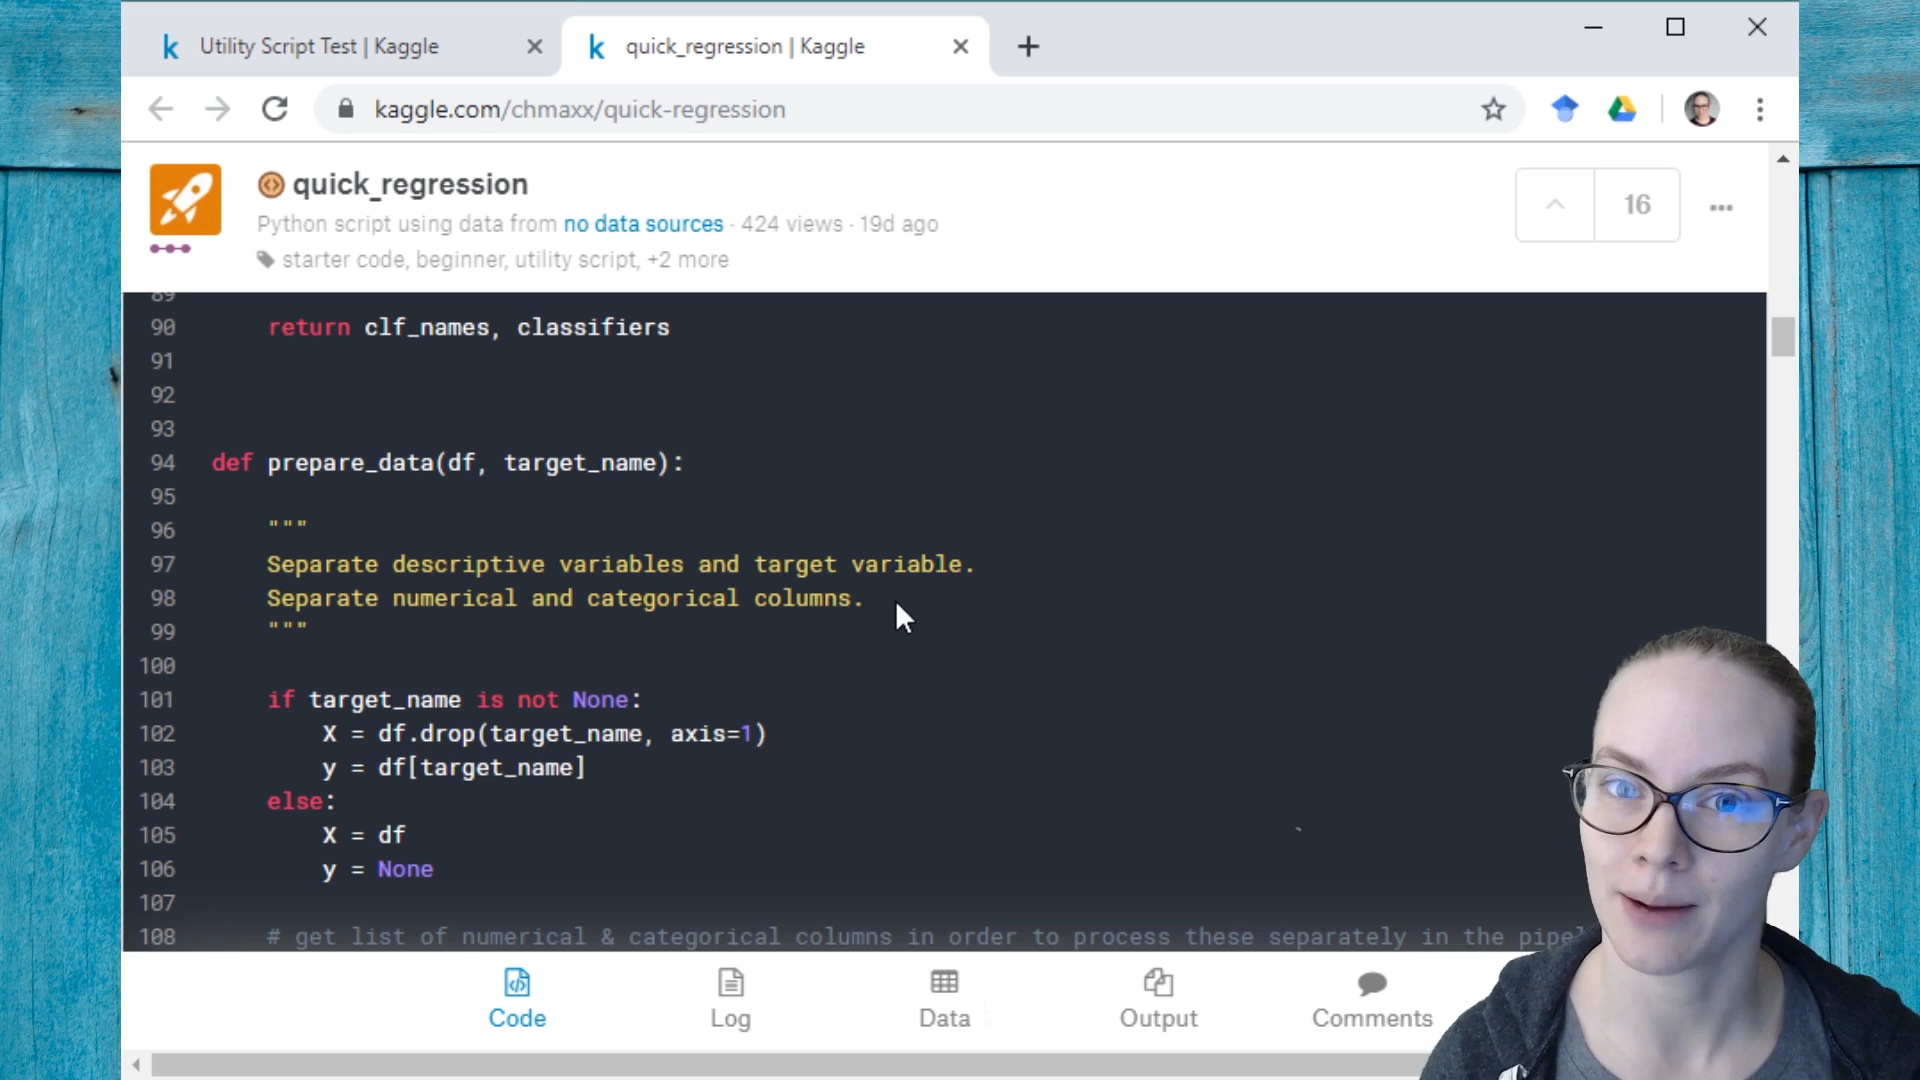 Utility Script Test | Kaggle
quick_regression | Kaggle
kaggle.com/chmaxx/quick-regression
quick_regression
16
Python script using data from no data sources · 424 views · 19d ago
starter code, beginner, utility script, +2 more
89
90 return clf_names, classifiers
91
92
93
94 def prepare_data(df, target_name):
95
96 """
97 Separate descriptive variables and target variable.
98 Separate numerical and categorical columns.
99 """
100
101 if target_name is not None:
102 X = df.drop(target_name, axis=1)
103 y = df[target_name]
104 else:
105 X = df
106 y = None
107
108 # get list of numerical & categorical columns in order to process these separately in the
Code
Log
Data
Output
Comments